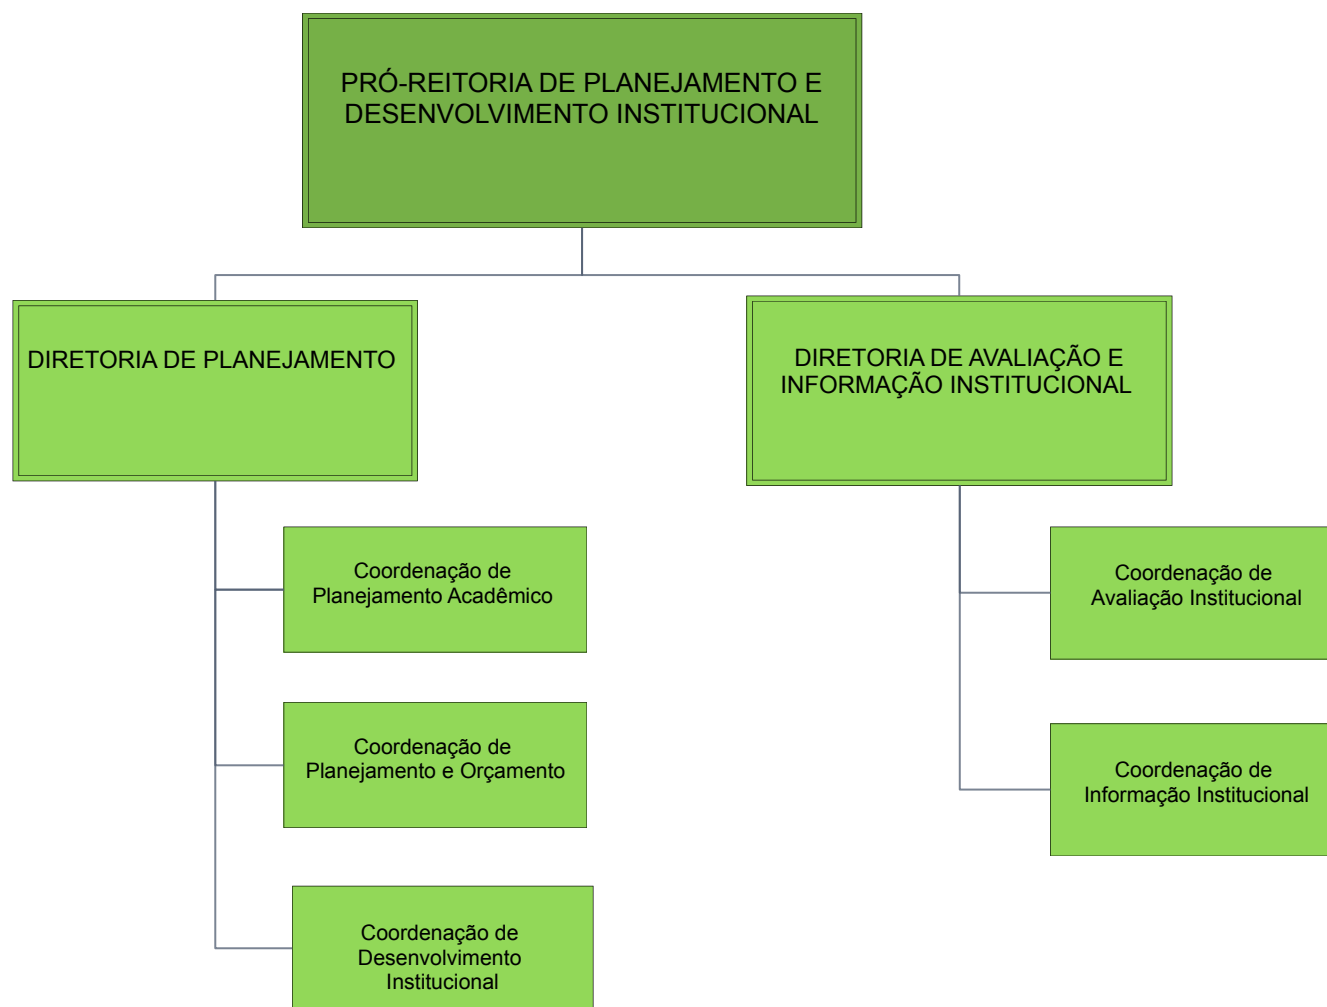 PRÓ-REITORIA DE PLANEJAMENTO E
DESENVOLVIMENTO INSTITUCIONAL
DIRETORIA DE PLANEJAMENTO
DIRETORIA DE AVALIAÇÃO E
INFORMAÇÃO INSTITUCIONAL
Coordenação de
Planejamento Acadêmico
Coordenação de
Avaliação Institucional
Coordenação de
Planejamento e Orçamento
Coordenação de
Informação Institucional
Coordenação de
Desenvolvimento
Institucional